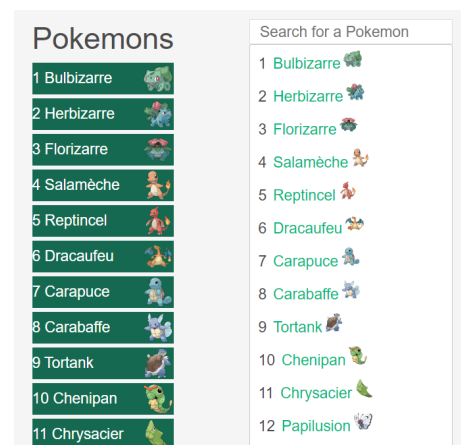 Pokemons
1 Bulbizarre
2 Herbizarre
3 Florizarre
4 Salamèche
5 Reptincel
6 Dracaufeu
7 Carapuce
8 Carabaffe
9 Tortank
10 Chenipan
11 Chrysacier
Search for a Pokemon
1 Bulbizarre
2 Herbizarre
3 Florizarre
4 Salamèche
5 Reptincel
6 Dracaufeu
7 Carapuce
8 Carabaffe
9 Tortank
10 Chenipan
11 Chrysacier
12 Papilusion